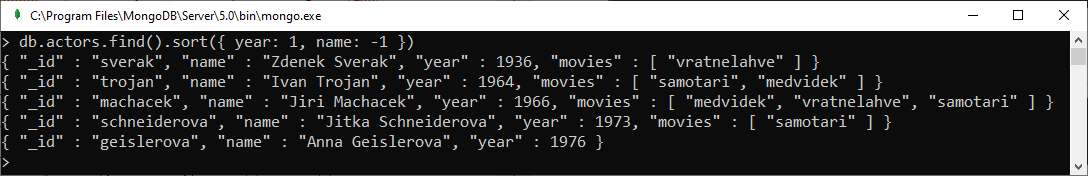 C:\Program Files\MongoDB\Server\5.0\bin\mongo.exe
> db.actors.find().sort({ year: 1, name: -1 })
{ "_id" : "sverak", "name" : "Zdenek Sverak", "year" : 1936, "movies" : [ "vratnelahve" ] }
{ "_id" : "trojan", "name" : "Ivan Trojan", "year" : 1964, "movies" : [ "samotari", "medvidek" ] }
{ "_id" : "machacek", "name" : "Jiri Machacek", "year" : 1966, "movies" : [ "medvidek", "vratnelahve", "samotari" ] }
{ "_id" : "schneiderova", "name" : "Jitka Schneiderova", "year" : 1973, "movies" : [ "samotari" ] }
{ "_id" : "geislerova", "name" : "Anna Geislerova", "year" : 1976 }
>